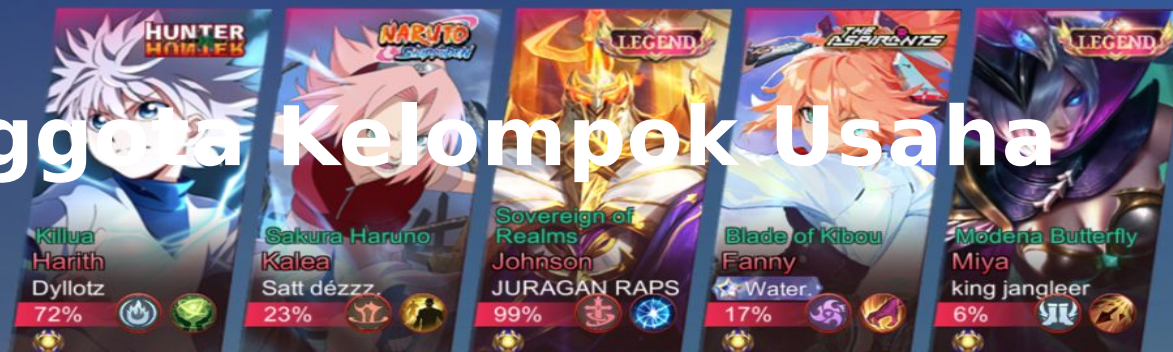 HUNTER
HUNTER
NARUTO
SHIPPUDEN
LEGEND
THE
ASPIRANTS
LEGEND
ggota Kelompok Usaha
Killua
Harith
Dyllotz
72%
Sakura Haruno
Kalea
Satt dézzz.
23%
Sovereign of
Realms
Johnson
JURAGAN RAPS
99%
Blade of Kibou
Fanny
Water.
17%
Modena Butterfly
Miya
king jangleer
6%